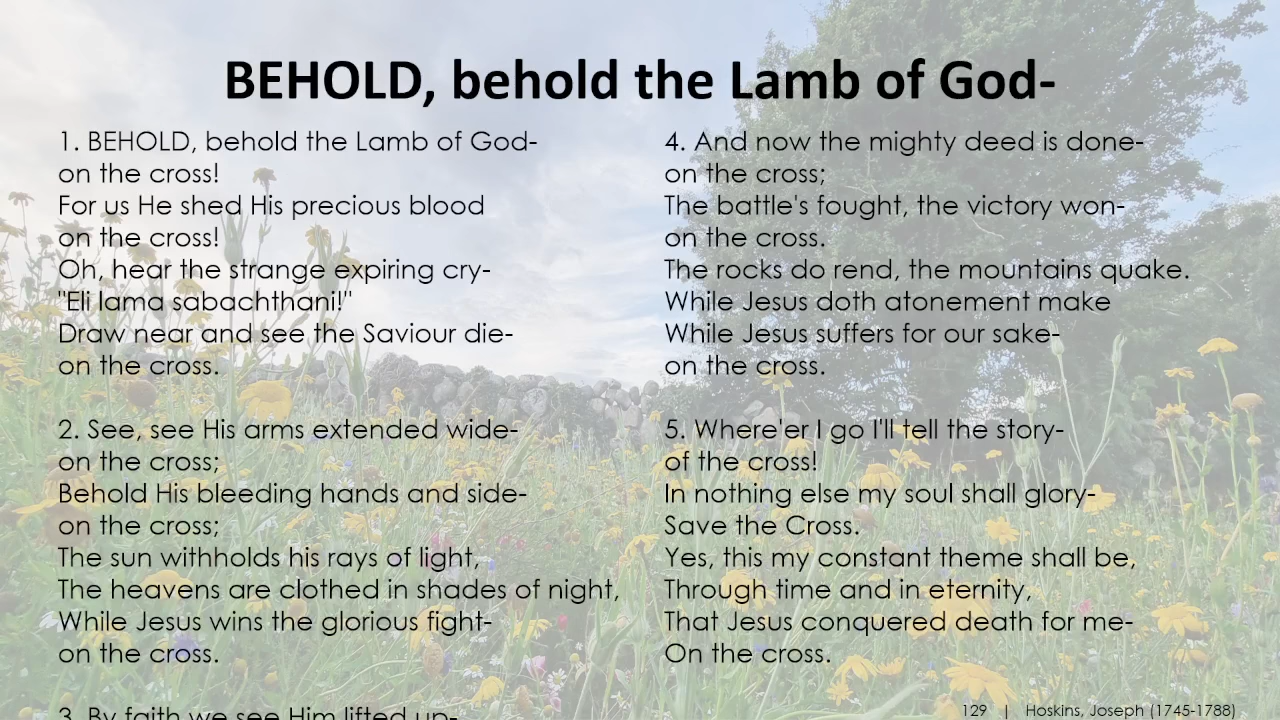 BEHOLD, behold the Lamb of God-
1. BEHOLD, behold the Lamb of God-
on the cross!
For us He shed His precious blood
on the cross!
Oh, hear the strange expiring cry-
"Eli lama sabachthani!"
Draw near and see the Saviour die-
on the cross.
2. See, see His arms extended wide-
on the cross;
Behold His bleeding hands and side-
on the cross;
The sun withholds his rays of light,
The heavens are clothed in shades of night,
While Jesus wins the glorious fight-
on the cross.
3. By faith we see Him lifted up-
4. And now the mighty deed is done-
on the cross;
The battle's fought, the victory won-
on the cross.
The rocks do rend, the mountains quake.
While Jesus doth atonement make
While Jesus suffers for our sake-
on the cross.
5. Where'er I go I'll tell the story-
of the cross!
In nothing else my soul shall glory-
Save the Cross.
Yes, this my constant theme shall be,
Through time and in eternity,
That Jesus conquered death for me-
On the cross.
129 | Hoskins, Joseph (1745-1788)